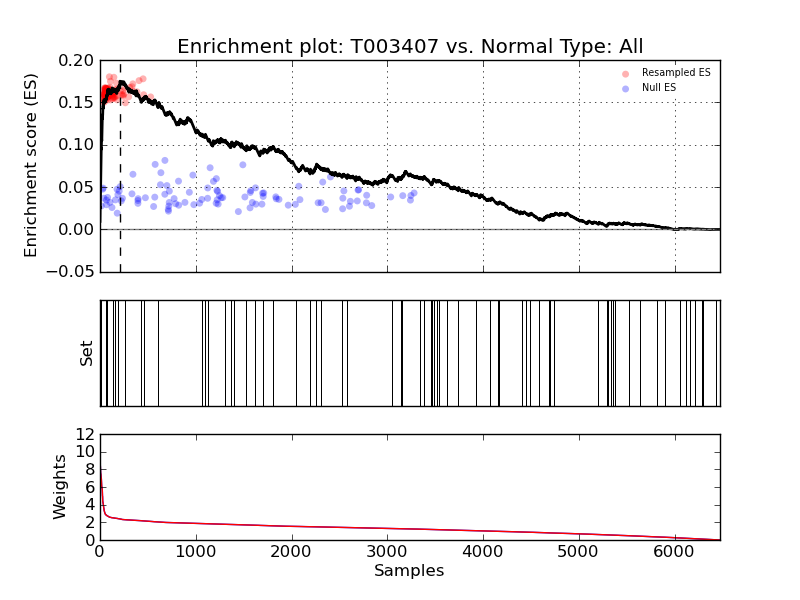 Enrichment plot: T003407 vs. Normal Type: All
Enrichment score (ES)
0.20
0.15
0.10
0.05
0.00
−0.05
Resampled ES
Null ES
Set
Weights
12
10
8
6
4
2
0
0 1000 2000 3000 4000 5000 6000
Samples